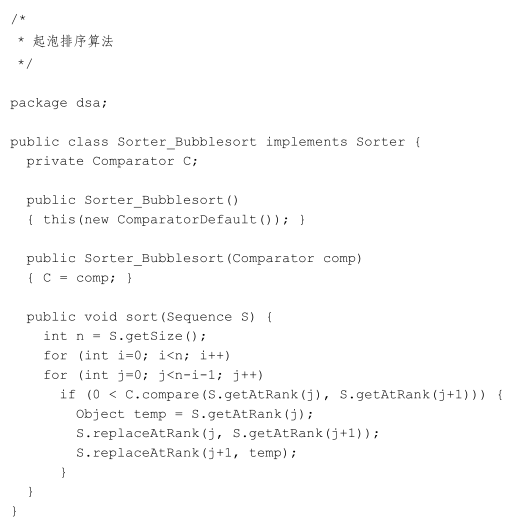 /*
 * 起泡排序算法
 */

package dsa;

public class Sorter_Bubblesort implements Sorter {
  private Comparator C;

  public Sorter_Bubblesort()
  { this(new ComparatorDefault()); }

  public Sorter_Bubblesort(Comparator comp)
  { C = comp; }

  public void sort(Sequence S) {
    int n = S.getSize();
    for (int i=0; i<n; i++)
    for (int j=0; j<n-i-1; j++)
      if (0 < C.compare(S.getAtRank(j), S.getAtRank(j+1))) {
        Object temp = S.getAtRank(j);
        S.replaceAtRank(j, S.getAtRank(j+1));
        S.replaceAtRank(j+1, temp);
      }
  }
}